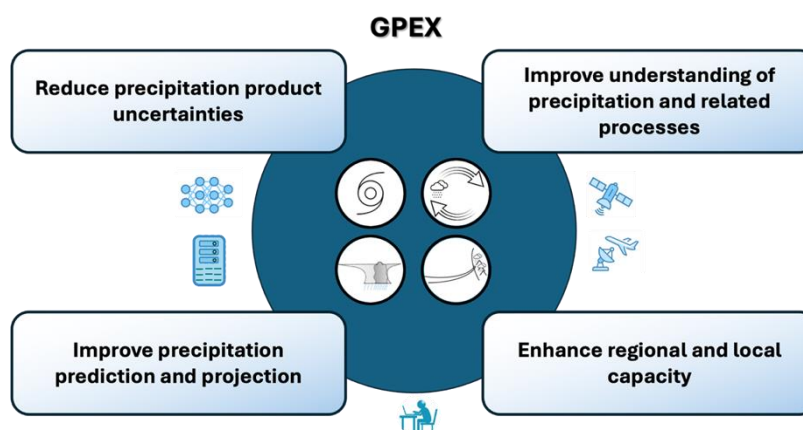 GPEX
Reduce precipitation product
uncertainties
Improve understanding of
precipitation and related
processes
Improve precipitation
prediction and projection
Enhance regional and local
capacity